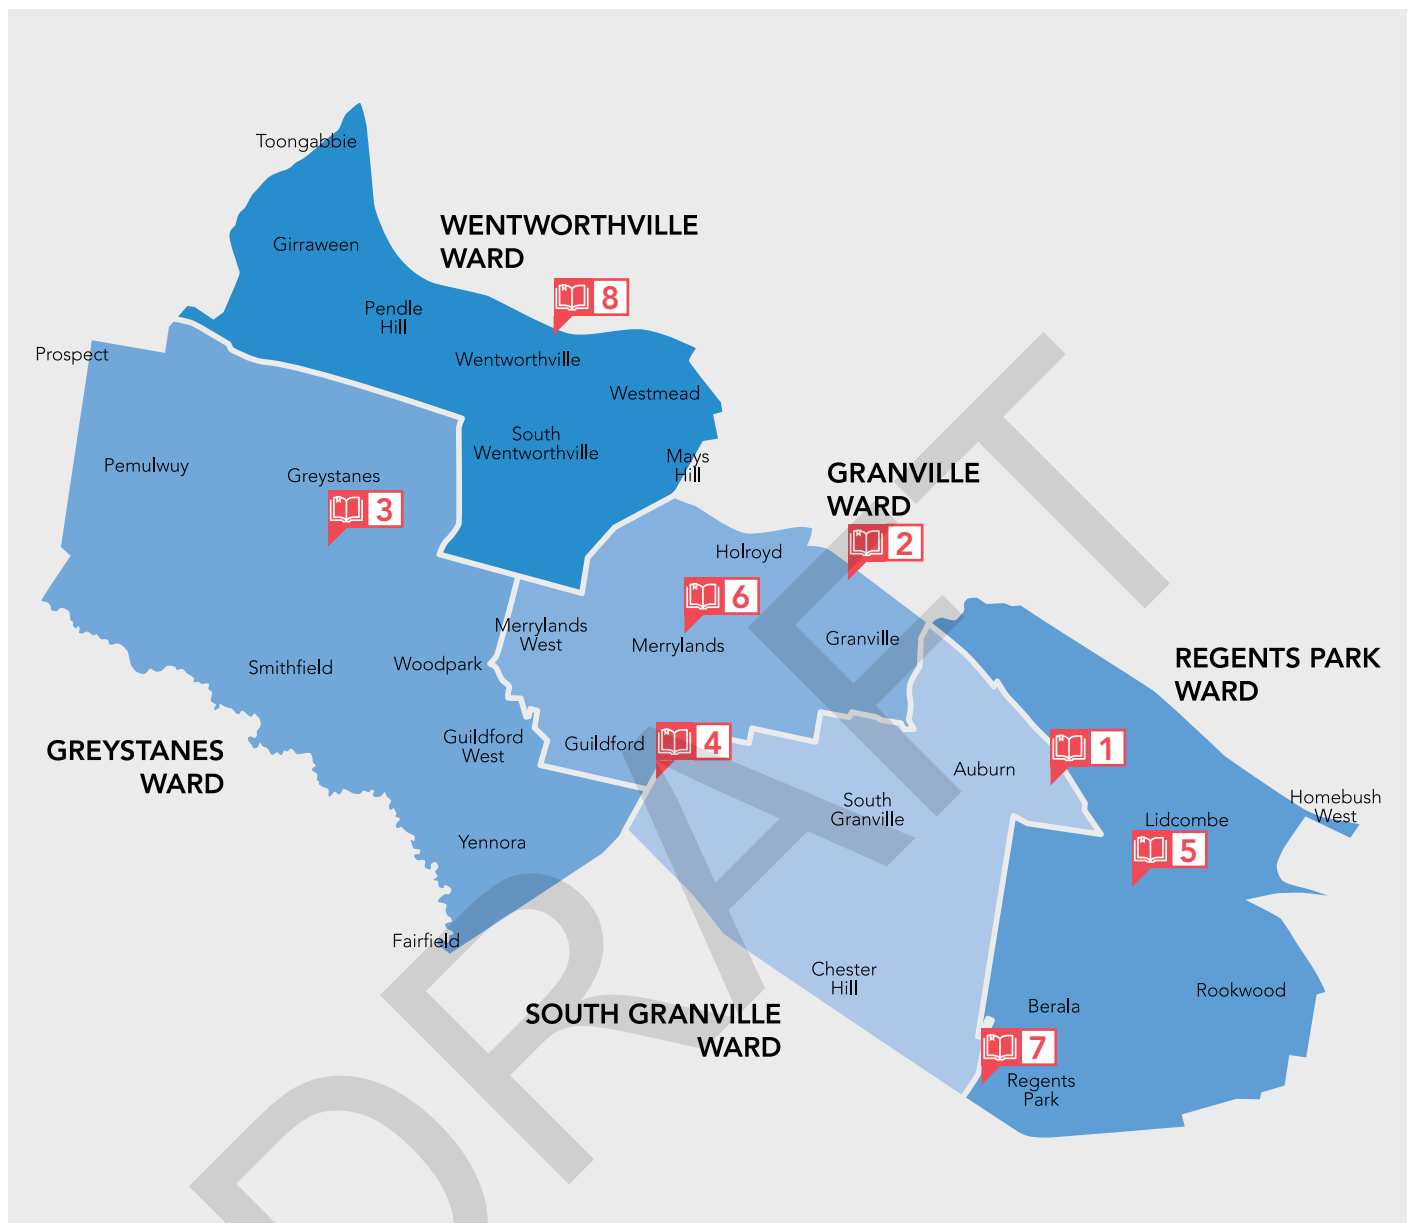 Toongabbie
WENTWORTHVILLE
WARD
Girraween
8
Pendle
Hill
Prospect
Wentworthville
Westmead
South
Wentworthville
Mays
Hill
Pemulwuy
Greystanes
3
GRANVILLE
WARD
2
Holroyd
6
Merrylands
West
Merrylands
Granville
Smithfield
Woodpark
REGENTS PARK
WARD
GREYSTANES
WARD
Guildford
West
Guildford
4
1
Auburn
South
Granville
Homebush
West
Lidcombe
5
Yennora
Fairfield
Chester
Hill
Rookwood
Berala
SOUTH GRANVILLE
WARD
7
Regents
Park
DRAFT